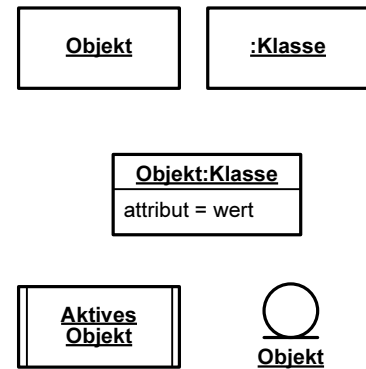 Objekt
:Klasse
Objekt:Klasse
attribut = wert
Aktives
Objekt
Objekt